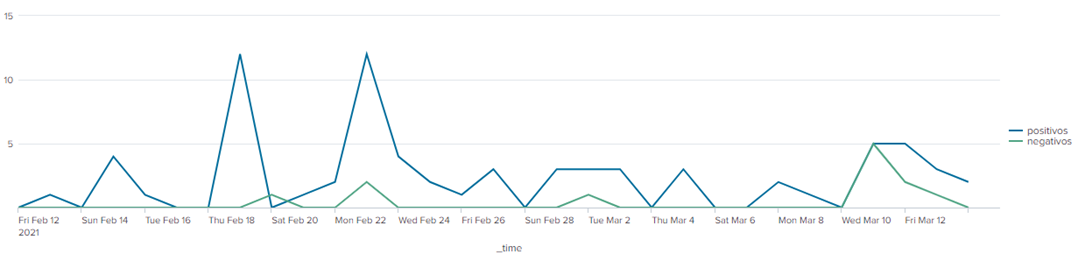 15
10
5
positivos
negativos
Fri Feb 12
2021
Sun Feb 14
Tue Feb 16
Thu Feb 18
Sat Feb 20
Mon Feb 22
Wed Feb 24
Fri Feb 26
Sun Feb 28
Tue Mar 2
Thu Mar 4
Sat Mar 6
Mon Mar 8
Wed Mar 10
Fri Mar 12
_time